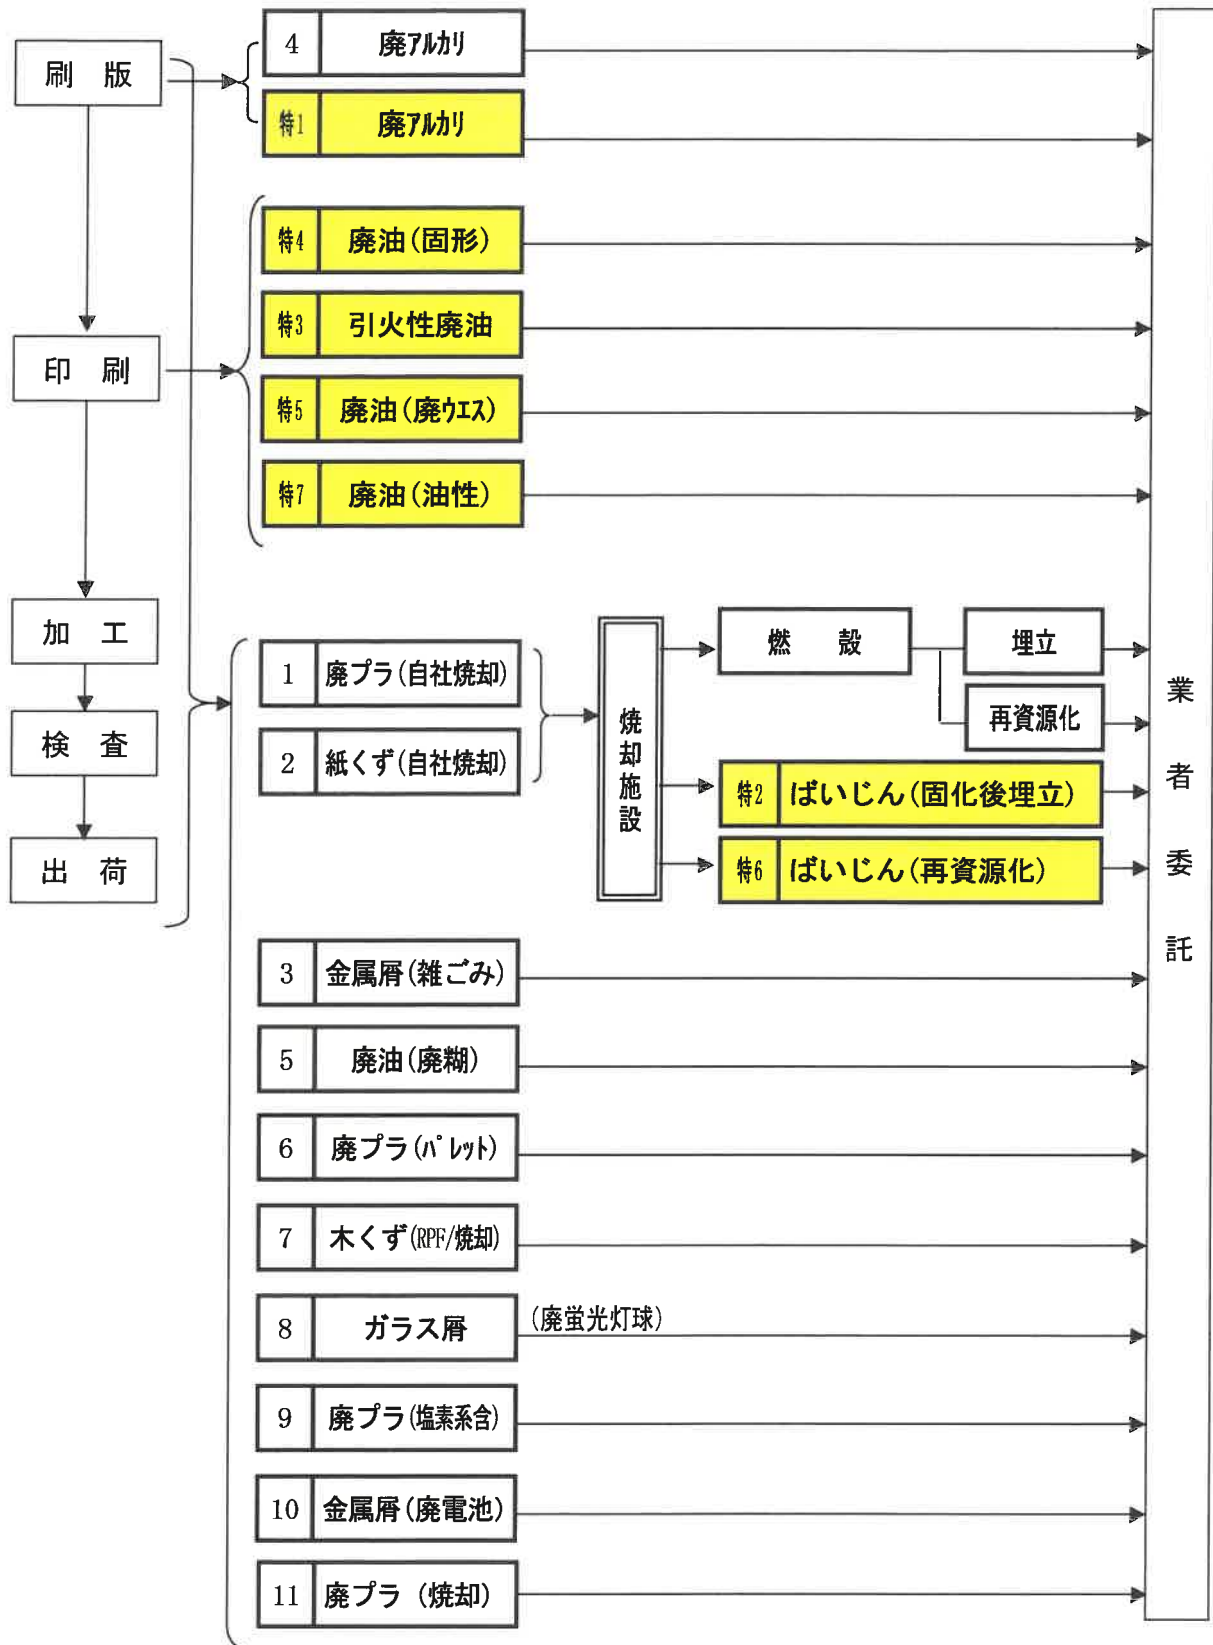 刷 版
4 廃アルカリ
特1 廃アルカリ
特4 廃油(固形)
特3 引火性廃油
印 刷
特5 廃油(廃ウエス)
特7 廃油(油性)
加 工
検 査
出 荷
1 廃プラ(自社焼却)
2 紙くず(自社焼却)
焼却施設
燃 殻
埋立
再資源化
特2 ばいじん(固化後埋立)
特6 ばいじん(再資源化)
業者委託
3 金属屑(雑ごみ)
5 廃油(廃糊)
6 廃プラ(パレット)
7 木くず(RPF/焼却)
8 ガラス屑 (廃蛍光灯球)
9 廃プラ(塩素系含)
10 金属屑(廃電池)
11 廃プラ (焼却)